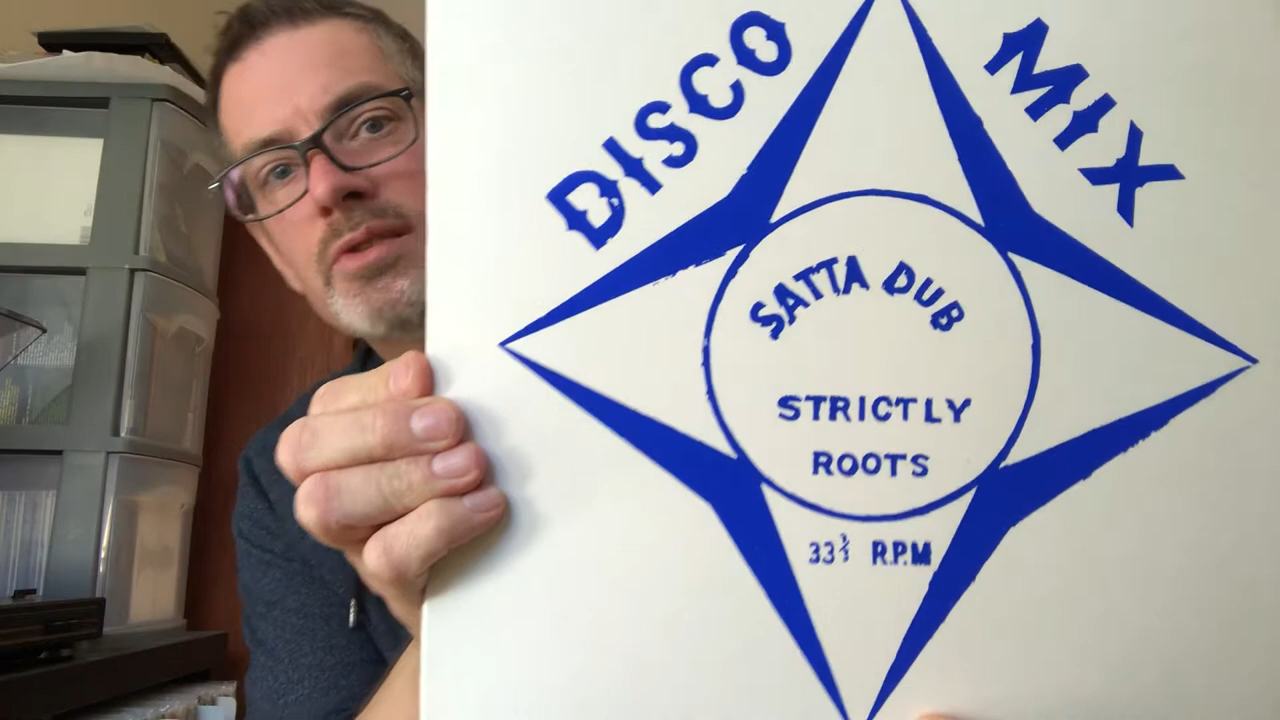 DISCO MIX
SATTA DUB
STRICTLY
ROOTS
33⅓ R.P.M